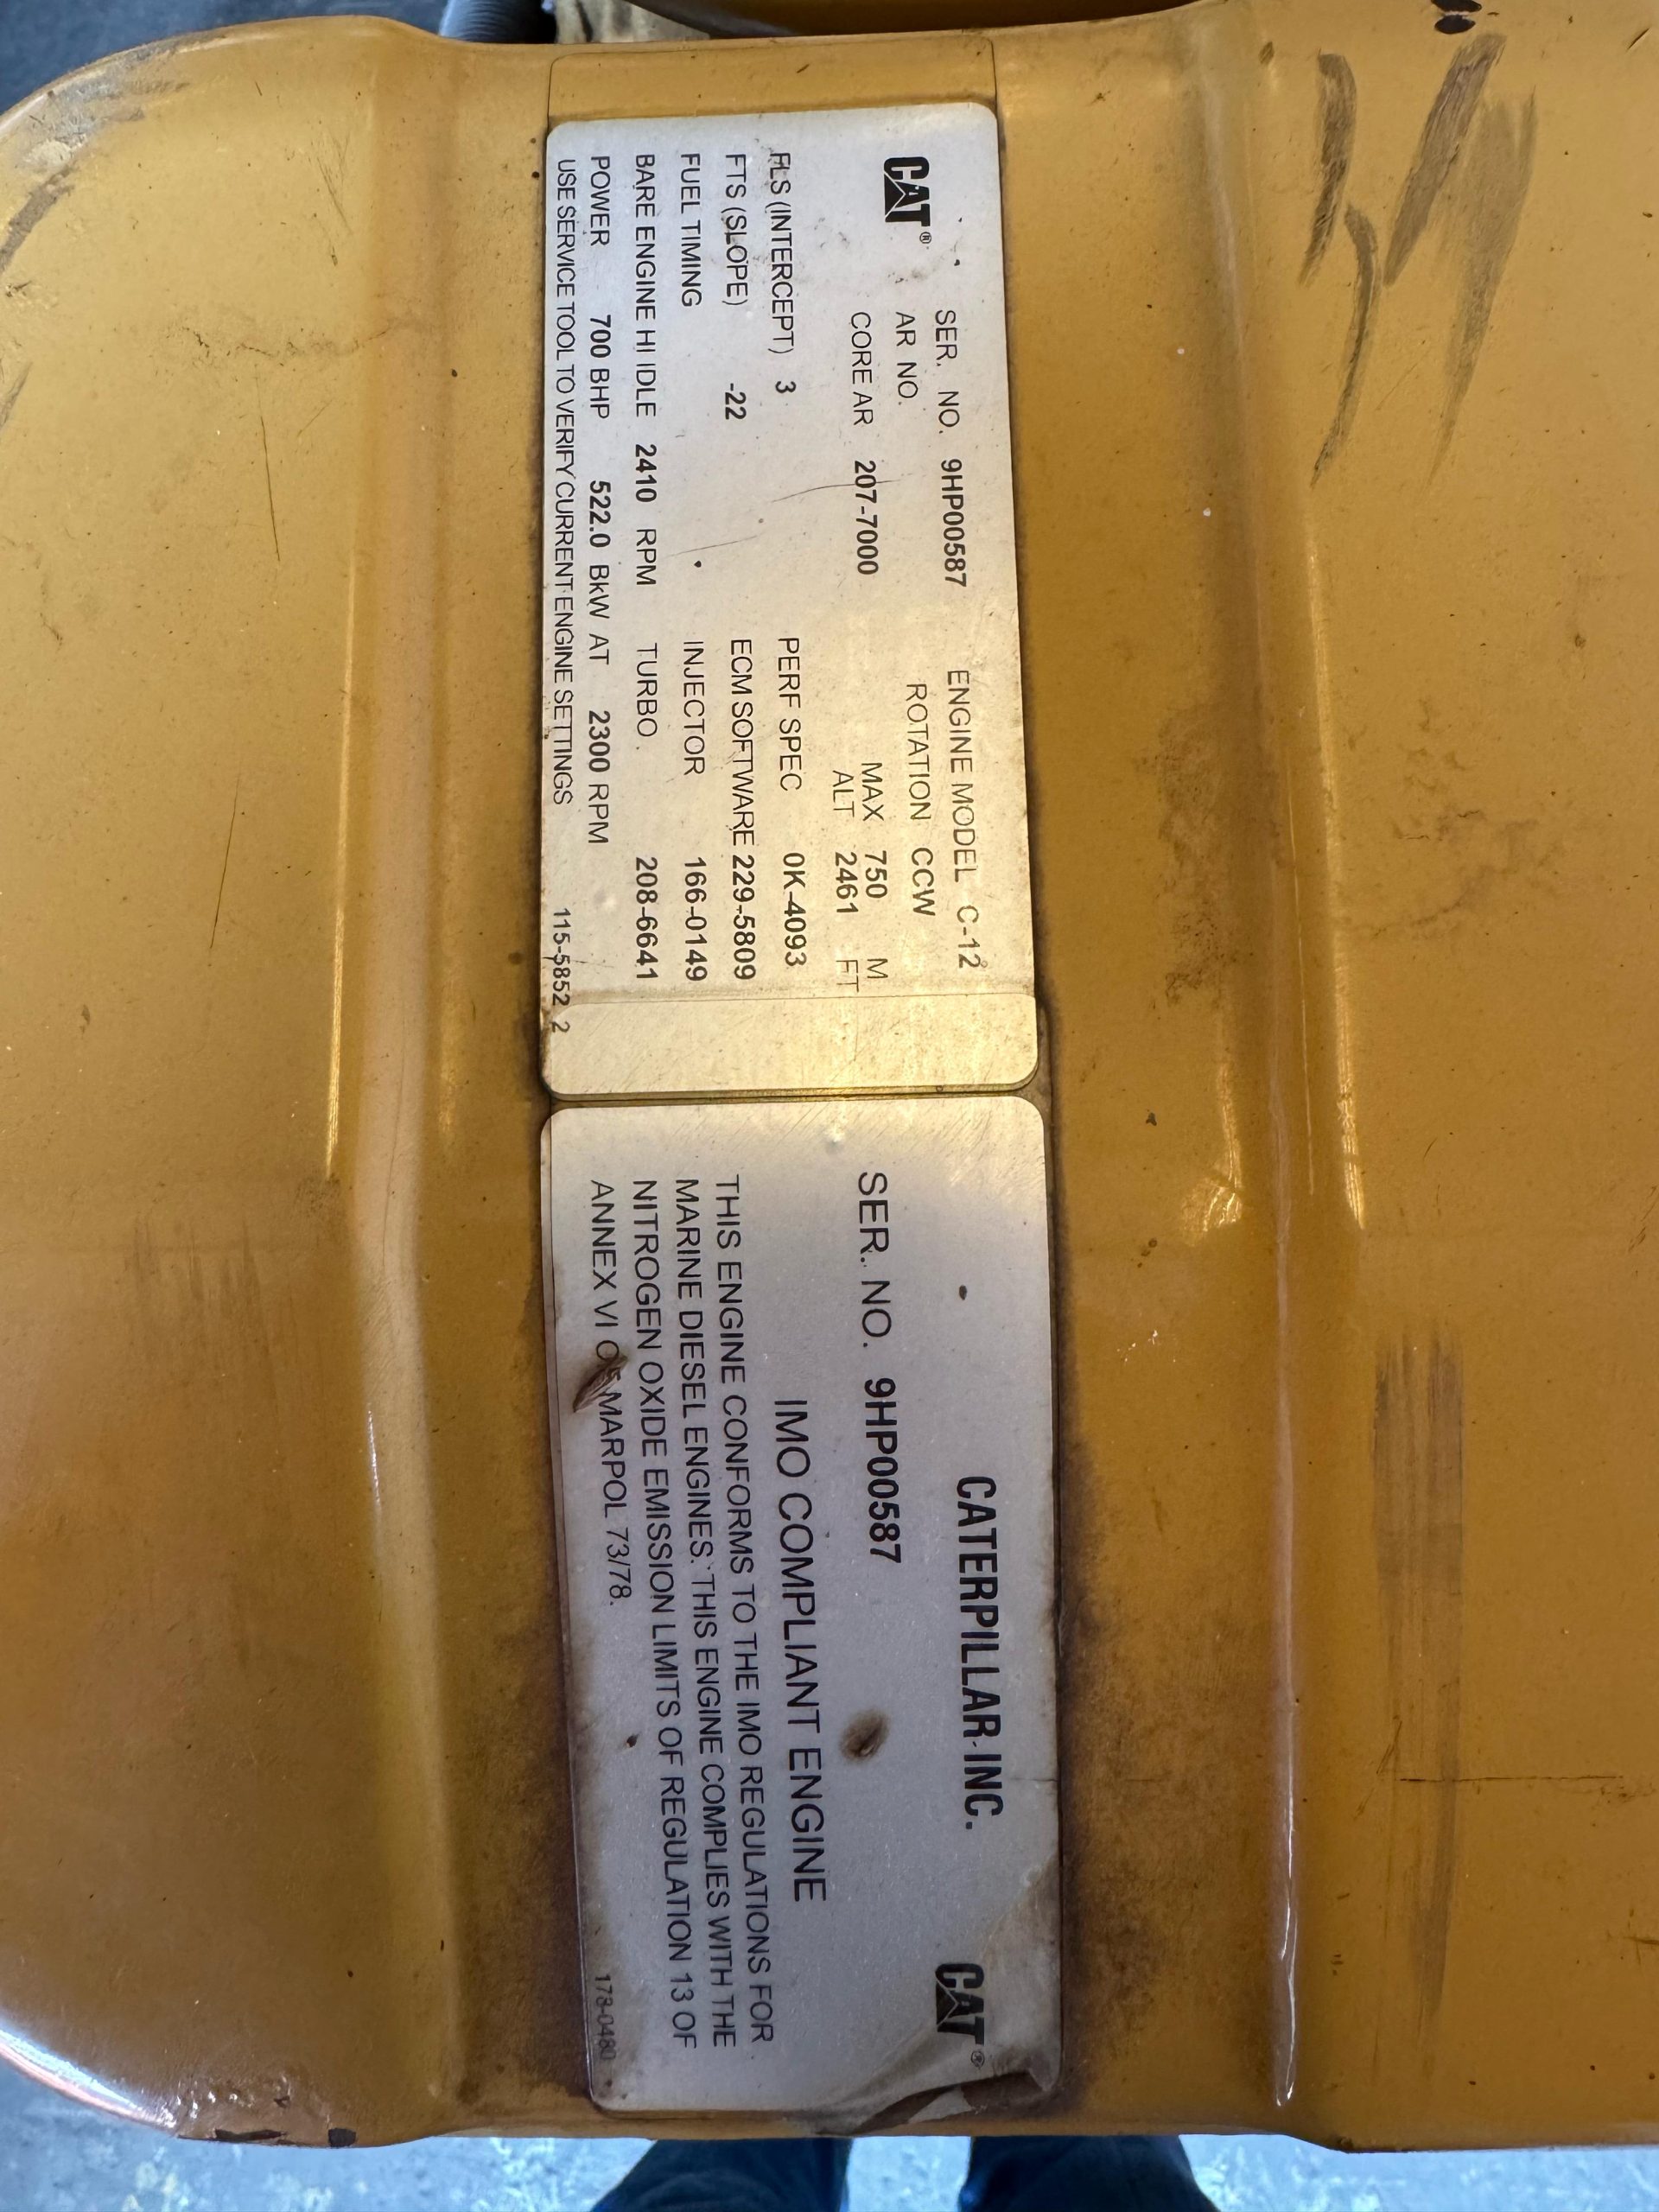 CAT® SER. NO. 9HP00587 ENGINE MODEL C-12
AR NO. ROTATION CCW
CORE AR 207-7000 MAX 750 M
ALT 2461 FT
FLS (INTERCEPT) 3 PERF SPEC 0K-4093
FTS (SLOPE) -22 ECM SOFTWARE 229-5809
FUEL TIMING INJECTOR 166-0149
BARE ENGINE HI IDLE 2410 RPM TURBO 208-6641
POWER 700 BHP 522.0 BkW AT 2300 RPM
USE SERVICE TOOL TO VERIFY CURRENT ENGINE SETTINGS 115-5852 2
CATERPILLAR INC. CAT®
SER. NO. 9HP00587
IMO COMPLIANT ENGINE
THIS ENGINE CONFORMS TO THE IMO REGULATIONS FOR
MARINE DIESEL ENGINES. THIS ENGINE COMPLIES WITH THE
NITROGEN OXIDE EMISSION LIMITS OF REGULATION 13 OF
ANNEX VI OF MARPOL 73/78.
178-0480